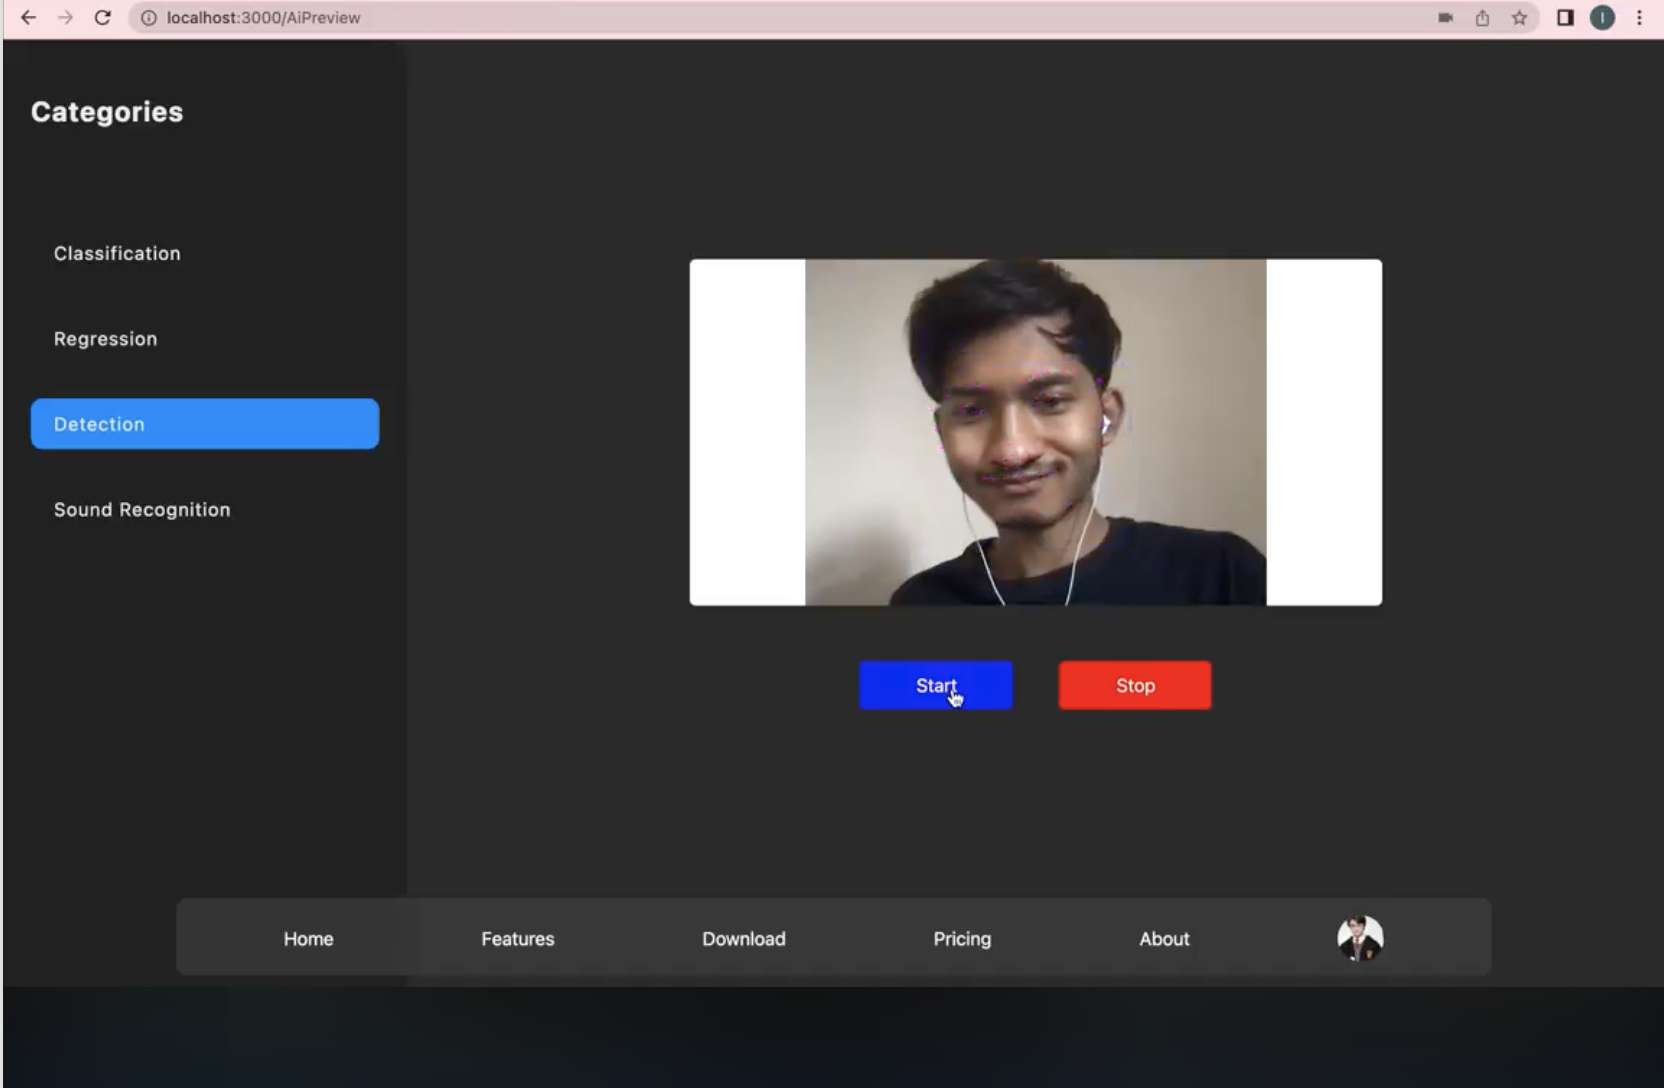 localhost:3000/AiPreview
I
Categories
Classification
Regression
Detection
Sound Recognition
Start
Stop
Home
Features
Download
Pricing
About